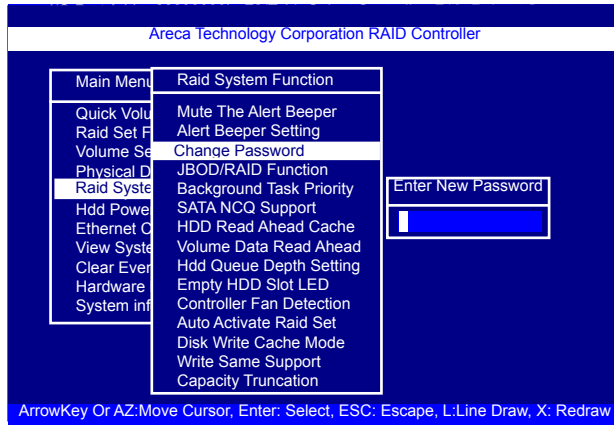 Areca Technology Corporation RAID Controller
Main Menu
Quick Volu
Raid Set F
Volume Se
Physical D
Raid Syste
Hdd Powe
Ethernet C
View Syste
Clear Even
Hardware
System inf
Raid System Function
Mute The Alert Beeper
Alert Beeper Setting
Change Password
JBOD/RAID Function
Background Task Priority
SATA NCQ Support
HDD Read Ahead Cache
Volume Data Read Ahead
Hdd Queue Depth Setting
Empty HDD Slot LED
Controller Fan Detection
Auto Activate Raid Set
Disk Write Cache Mode
Write Same Support
Capacity Truncation
Enter New Password
ArrowKey Or AZ:Move Cursor, Enter: Select, ESC: Escape, L:Line Draw, X: Redraw